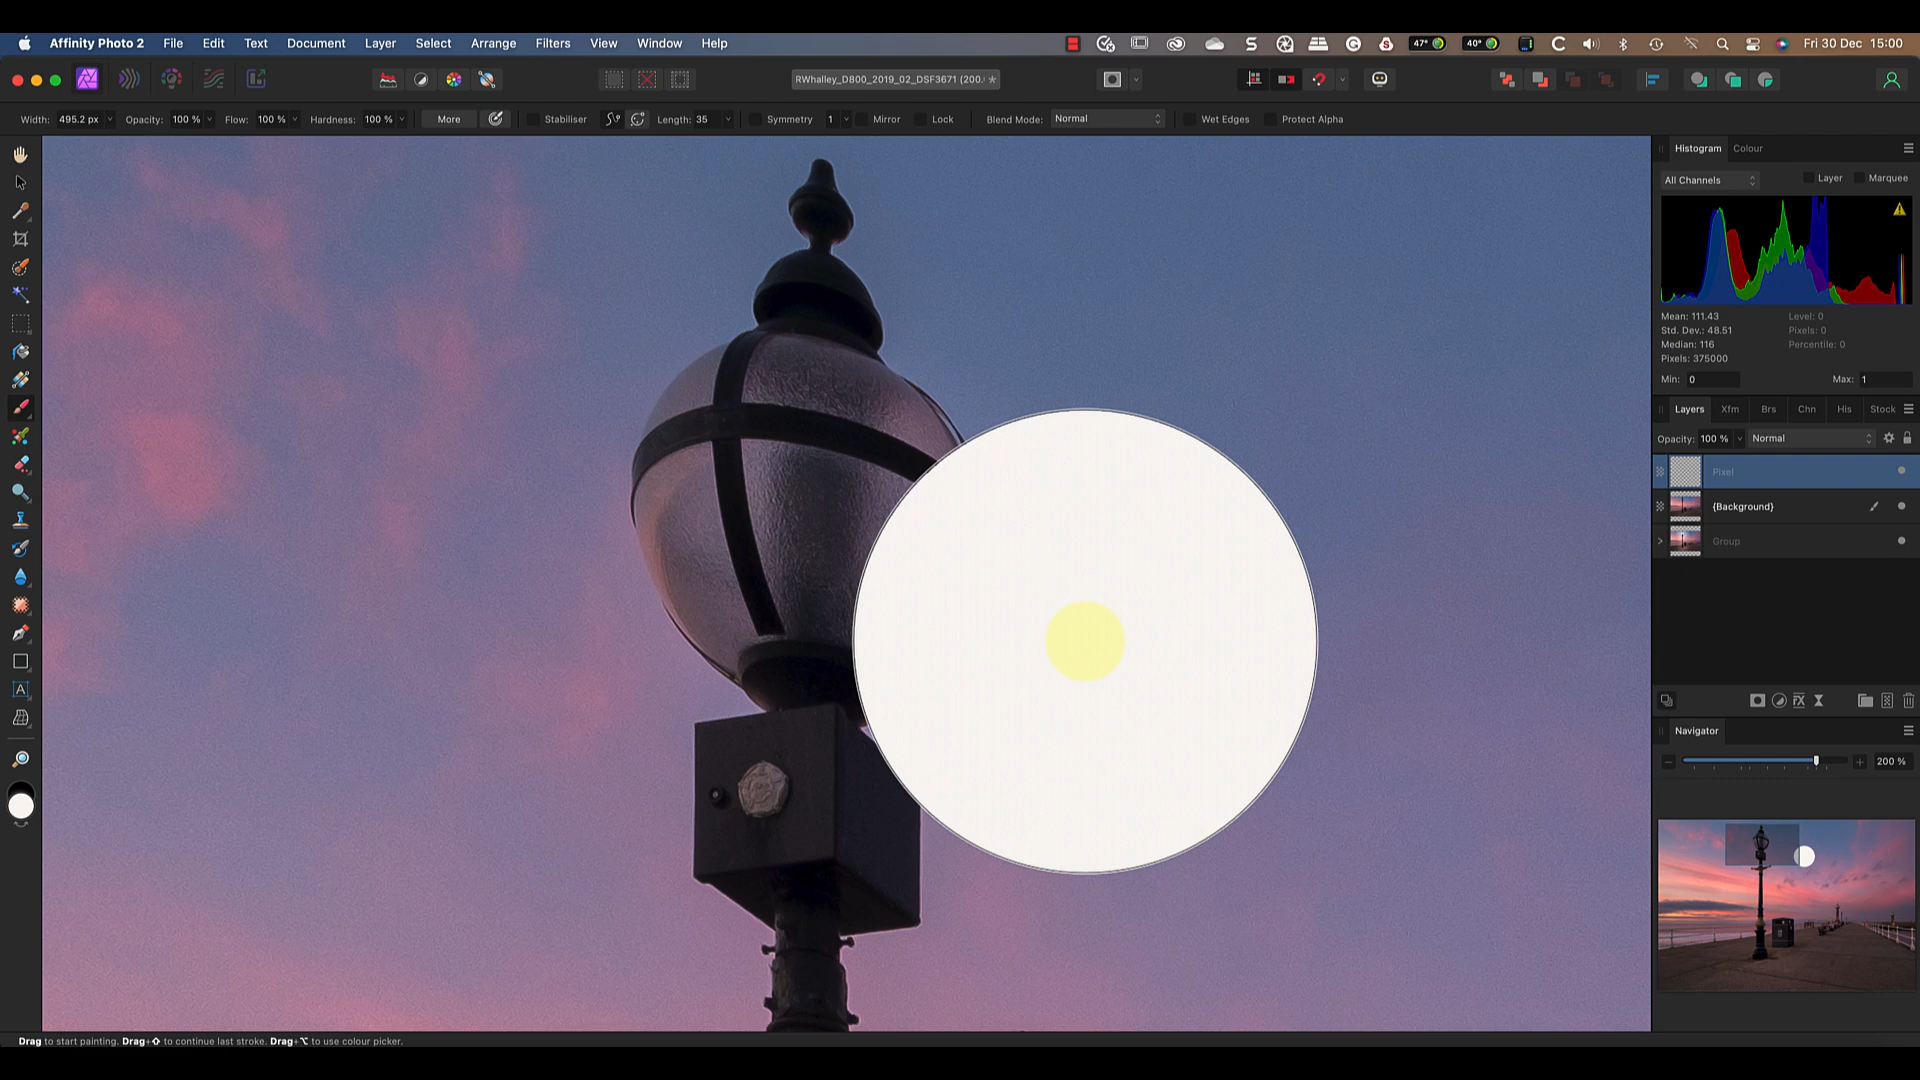 Affinity Photo 2 File Edit Text Document Layer Select Arrange Filters View Window Help 47° 40° Fri 30 Dec 15:00
RWhalley_D800_2019_02_DSF3671 (200.
Width: 495.2 px Opacity: 100 % Flow: 100 % Hardness: 100 % More Stabiliser Length: 35 Symmetry 1 Mirror Lock Blend Mode: Normal Wet Edges Protect Alpha
Histogram Colour
All Channels Layer Marquee
Mean: 111.43 Level: 0
Std. Dev.: 48.51 Pixels: 0
Median: 116 Percentile: 0
Pixels: 375000
Min: 0 Max: 1
Layers Xfm Brs Chn His Stock
Opacity: 100 % Normal
Pixel
(Background)
Group
Navigator
200 %
Drag to start painting. Drag+⇧ to continue last stroke. Drag+⌥ to use colour picker.